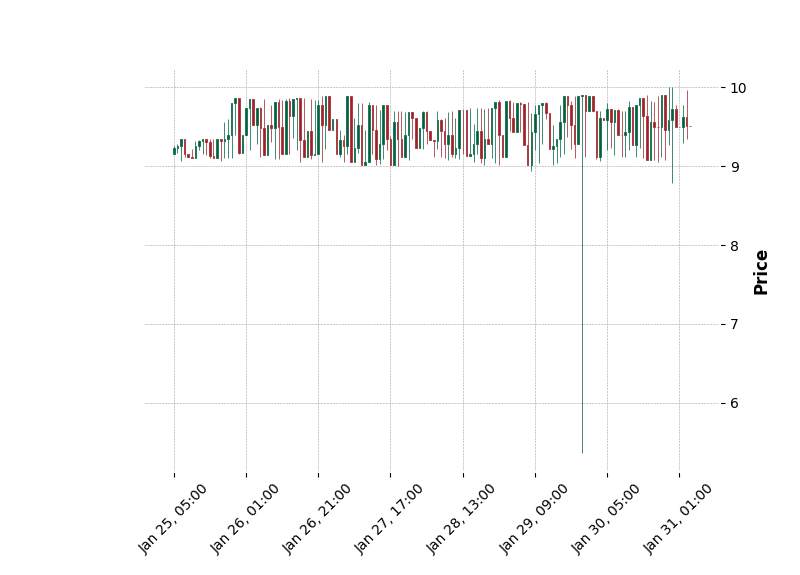 10
9
8
7
6
Price
Jan 25, 05:00
Jan 26, 01:00
Jan 26, 21:00
Jan 27, 17:00
Jan 28, 13:00
Jan 29, 09:00
Jan 30, 05:00
Jan 31, 01:00